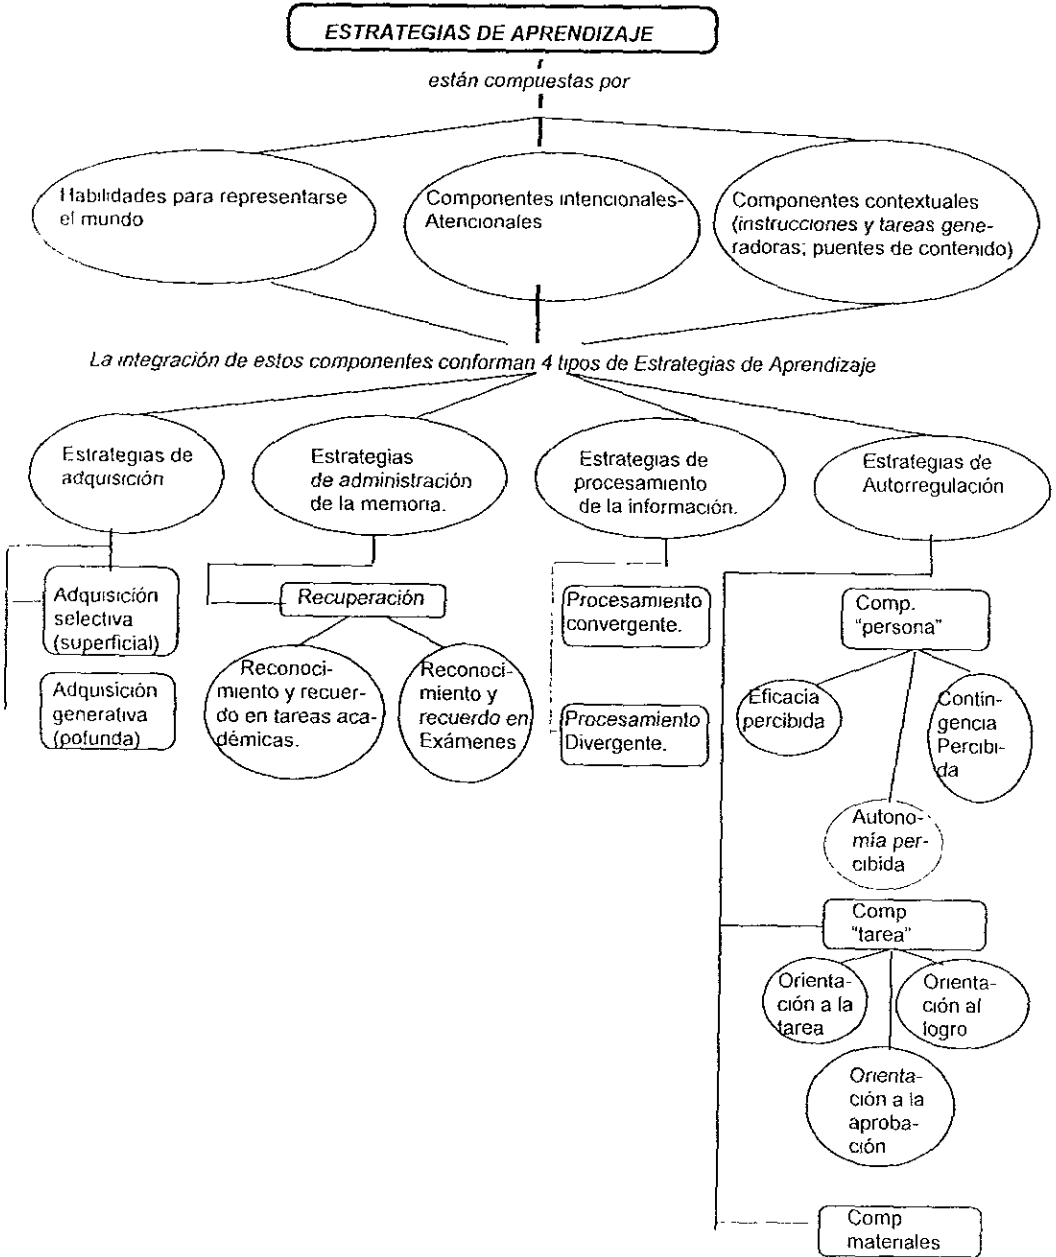 ESTRATEGIAS DE APRENDIZAJE
están compuestas por
Habilidades para representarse
el mundo
Componentes intencionales-
Atencionales
Componentes contextuales
(instrucciones y tareas gene-
radoras; puentes de contenido)
La integración de estos componentes conforman 4 tipos de Estrategias de Aprendizaje
Estrategias de
adquisición
Estrategias
de administración
de la memoria.
Estrategias de
procesamiento
de la información.
Estrategias de
Autorregulación
Adquisición
selectiva
(superficial)
Adquisición
generativa
(pofunda)
Recuperación
Reconoci-
miento y recuer-
do en tareas aca-
démicas.
Reconoci-
miento y
recuerdo en
Exámenes
Procesamiento
convergente.
Procesamiento
Divergente.
Comp.
"persona"
Eficacia
percibida
Contin-
gencia
Percibi-
da
Autono-
mía per-
cibida
Comp
"tarea"
Orienta-
ción a la
tarea
Orienta-
ción al
logro
Orienta-
ción a la
aproba-
ción
Comp
materiales